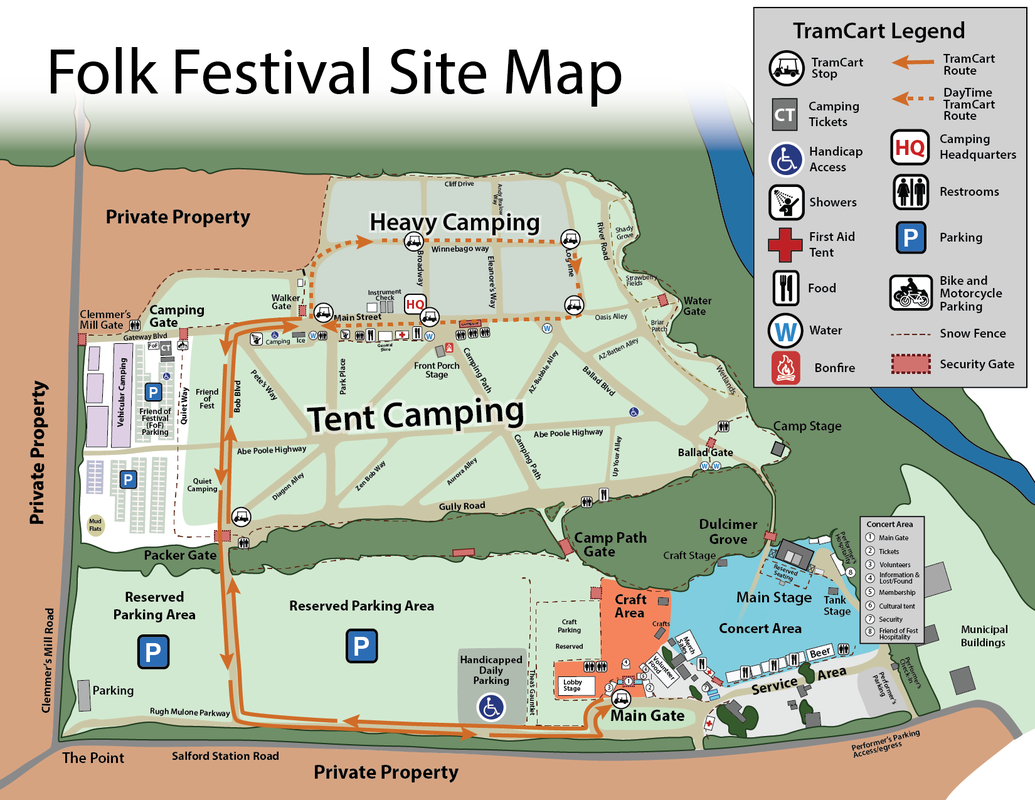 Folk Festival Site Map
TramCart Legend
TramCart
Stop
TramCart
Route
CT
Camping
Tickets
DayTime
TramCart
Route
Handicap
Access
HQ
Camping
Headquarters
Showers
Restrooms
First Aid
Tent
P
Parking
Food
Bike and
Motorcycle
Parking
W
Water
Snow Fence
Bonfire
Security Gate
Private Property
Cliff Drive
Heavy Camping
Winnebago way
Broadway
Eleanore's Way
River Road
Shady
Grove
Strawberry
Fields
Walker
Gate
Instrument
Check
HQ
Main Street
Oasis Alley
Water
Gate
Briar
Patch
Clemmer's
Mill Gate
Camping
Gate
Gateway Blvd
FoF
CT
Camping
Ice
General
Store
W
W
W
Front Porch
Stage
Vehicular Camping
P
Friend of
Festival
(FoF)
Parking
Quiet Way
Friend
of
Fest
Bob Blvd
Pete's Way
Park Place
Camping Path
AZ-Bubble Alley
AZ-Batten Alley
Ballad Blvd
Wetlands
Tent Camping
Private Property
Abe Poole Highway
Abe Poole Highway
Camping Path
Up Your Alley
Ballad Gate
W
W
Camp Stage
P
Quiet
Camping
Diagon Alley
Zen Bob Way
Aurora Alley
Gully Road
Mud
Flats
Packer Gate
Camp Path
Gate
Dulcimer
Grove
Craft Stage
Performer's
Hospitality
8
Reserved
Seating
Main Stage
Tank
Stage
Concert Area
Concert Area
1 Main Gate
2 Tickets
3 Volunteers
4 Information &
Lost/Found
5 Membership
6 Cultural tent
7 Security
8 Friend of Fest
Hospitality
Reserved
Parking Area
P
Reserved Parking Area
P
Craft
Area
Craft
Parking
Reserved
Crafts
Merch
Sales
Volunteer
Food
Lobby
Stage
Beer
Service Area
Municipal
Buildings
Handicapped
Daily
Parking
Main Gate
Performer's
Parking
Performer's
Check-in
Clemmer's Mill Road
Parking
Rugh Mulone Parkway
The Point
Salford Station Road
Private Property
Performer's Parking
Access/egress